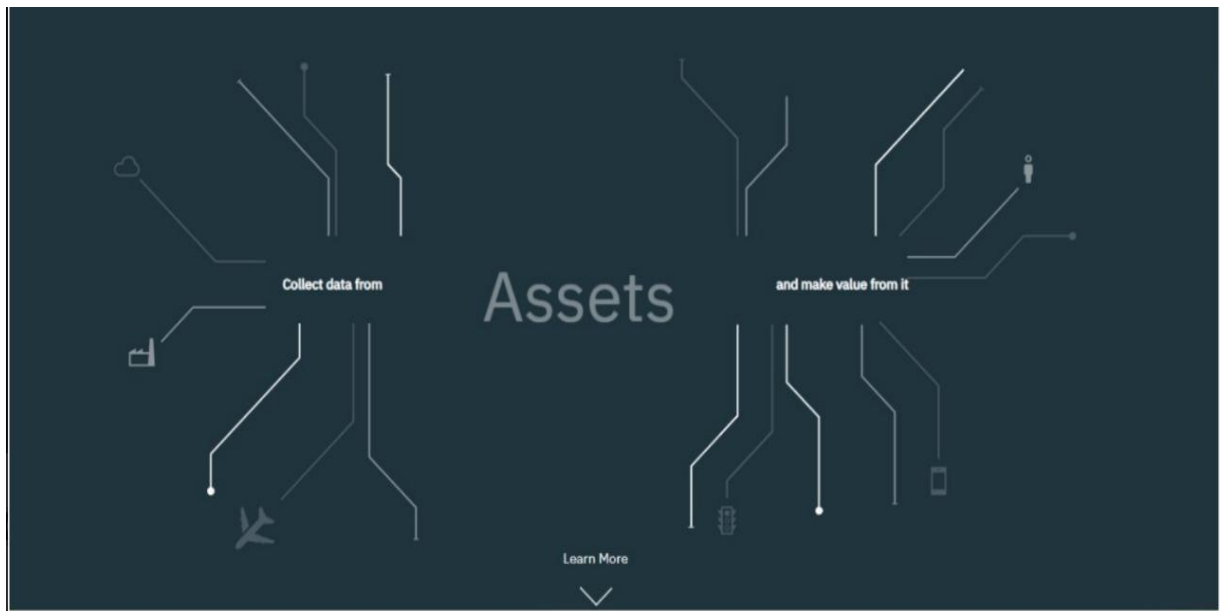 Collect data from
Assets
and make value from it
Learn More